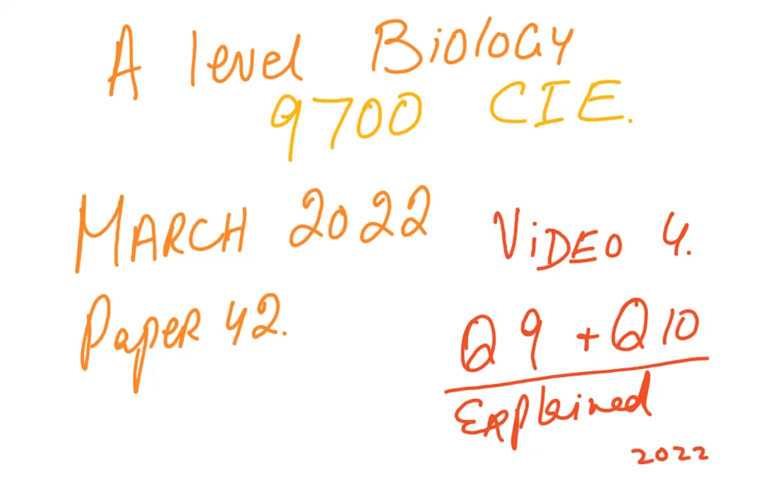 A level Biology
9700 CIE.
MARCH 2022
Paper 42.
ViDEO 4.
Q9 + Q10
Explained
2022